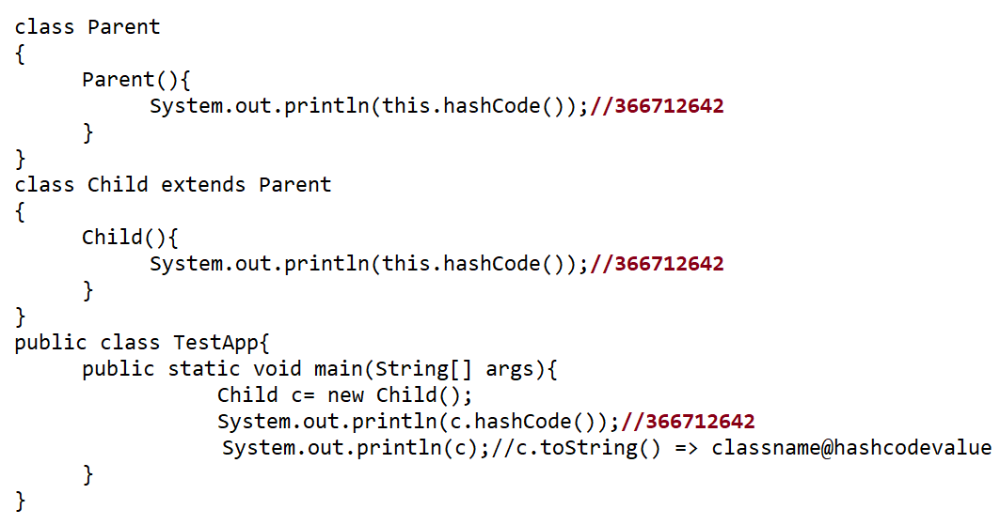 class Parent
{
Parent(){
System.out.println(this.hashCode());//366712642
}
}
class Child extends Parent
{
Child(){
System.out.println(this.hashCode());//366712642
}
}
public class TestApp{
public static void main(String[] args){
Child c= new Child();
System.out.println(c.hashCode());//366712642
System.out.println(c);//c.toString() => classname@hashcodevalue
}
}